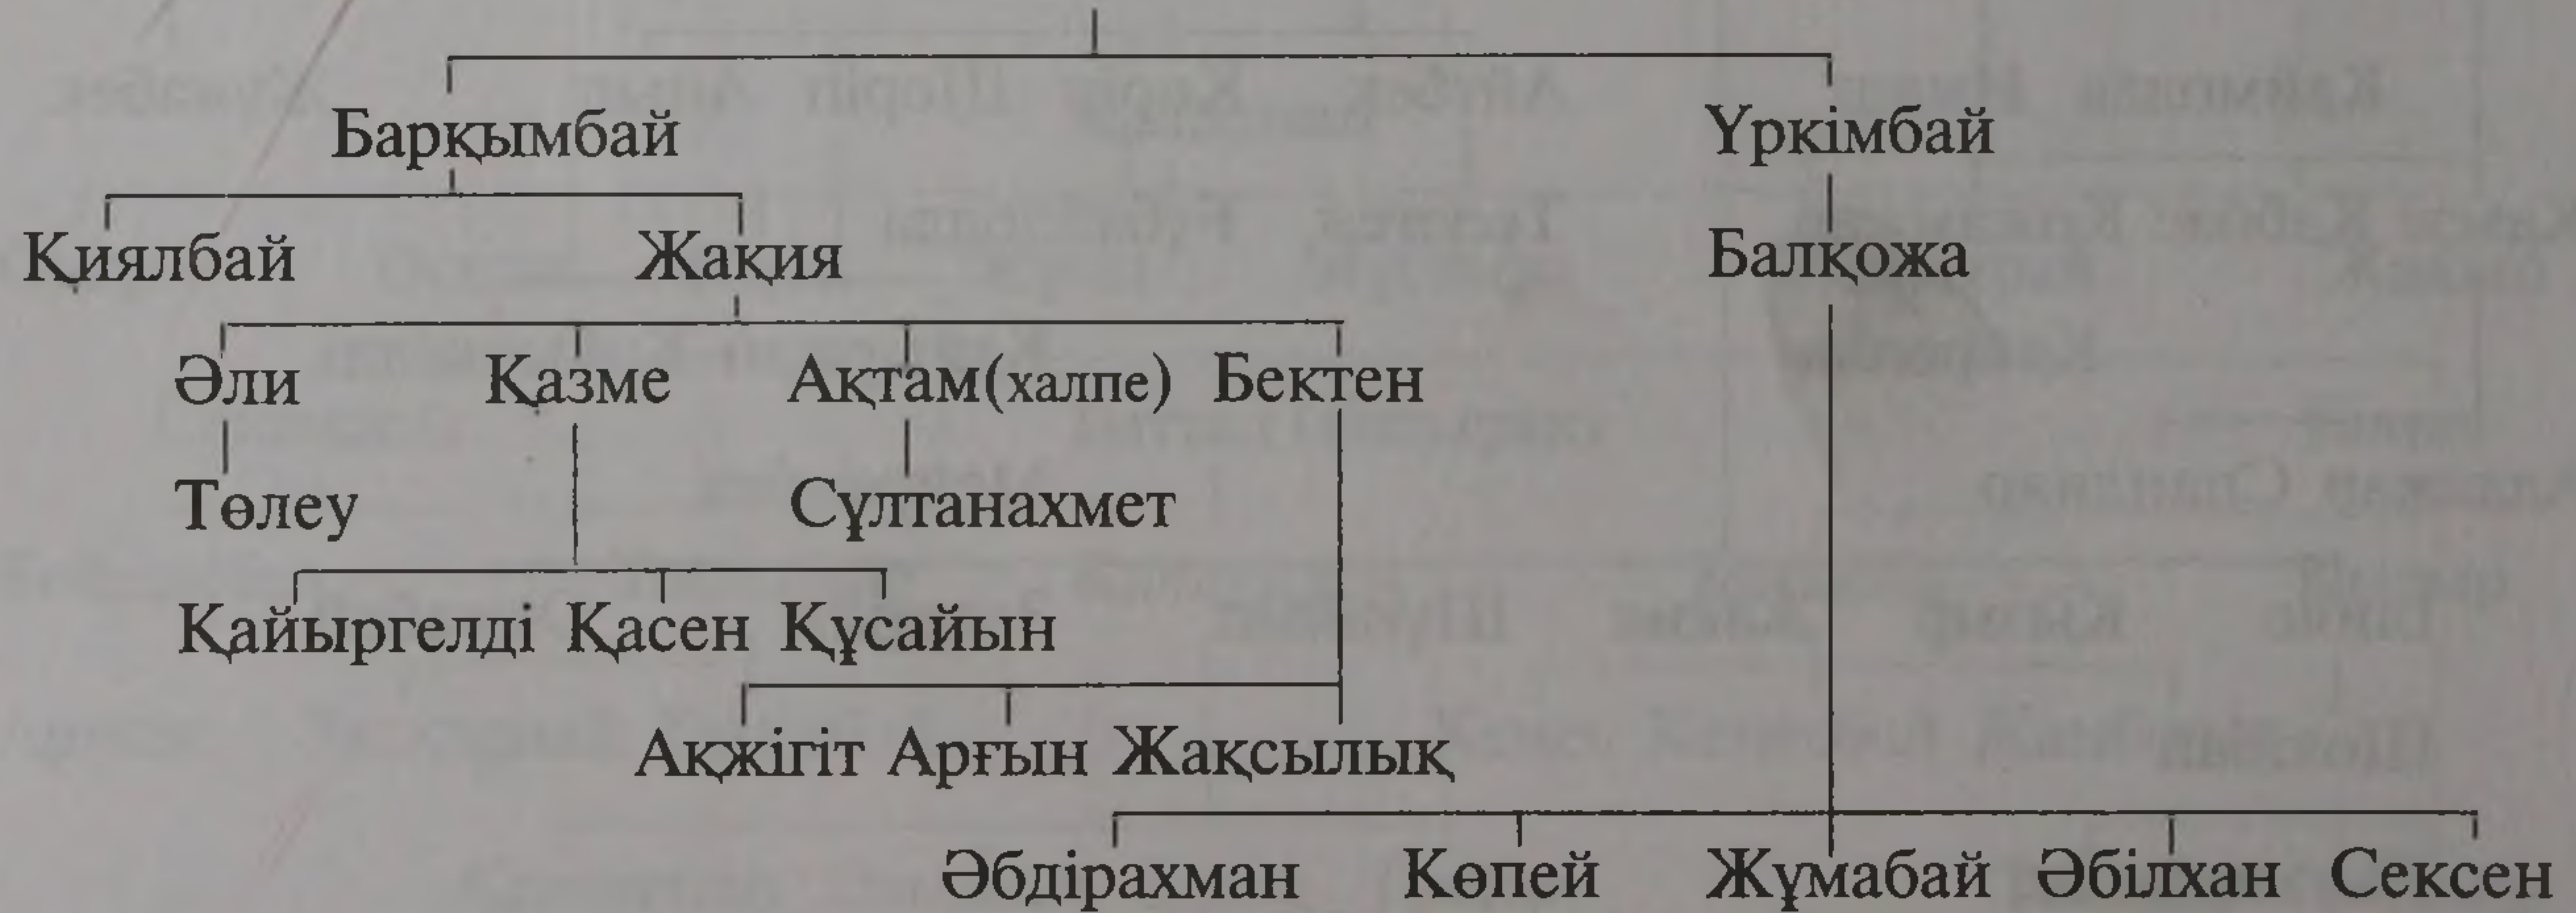 Барқымбай Үркімбай
Қиялбай Жақия Балқожа
Әли Қазме Ақтам(халпе) Бектен
Төлеу Сұлтанахмет
Қайыргелді Қасен Құсайын
Ақжігіт Арғын Жақсылық
Әбдірахман Көпей Жұмабай Әбілхан Сексен